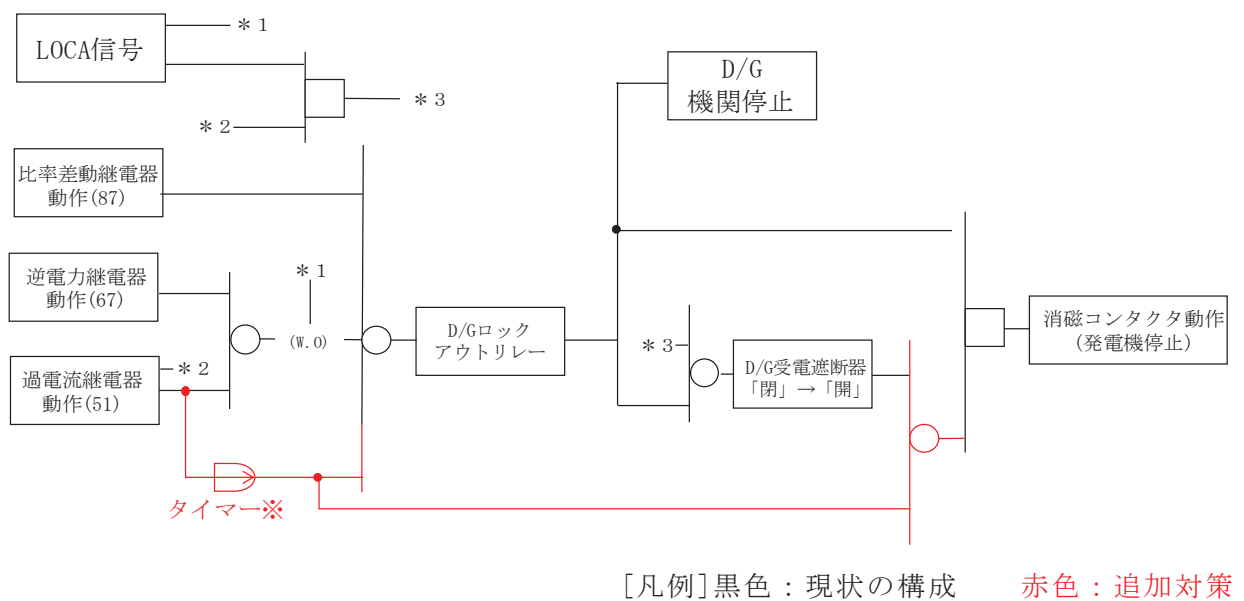 LOCA信号
*1
*2
*3
D/G
機関停止
比率差動継電器
動作(87)
逆電力継電器
動作(67)
*1
(W.O)
過電流継電器
動作(51)
*2
D/Gロック
アウトリレー
*3
D/G受電遮断器
「閉」→「開」
消磁コンタクタ動作
(発電機停止)
タイマー※
[凡例]黒色：現状の構成 赤色：追加対策